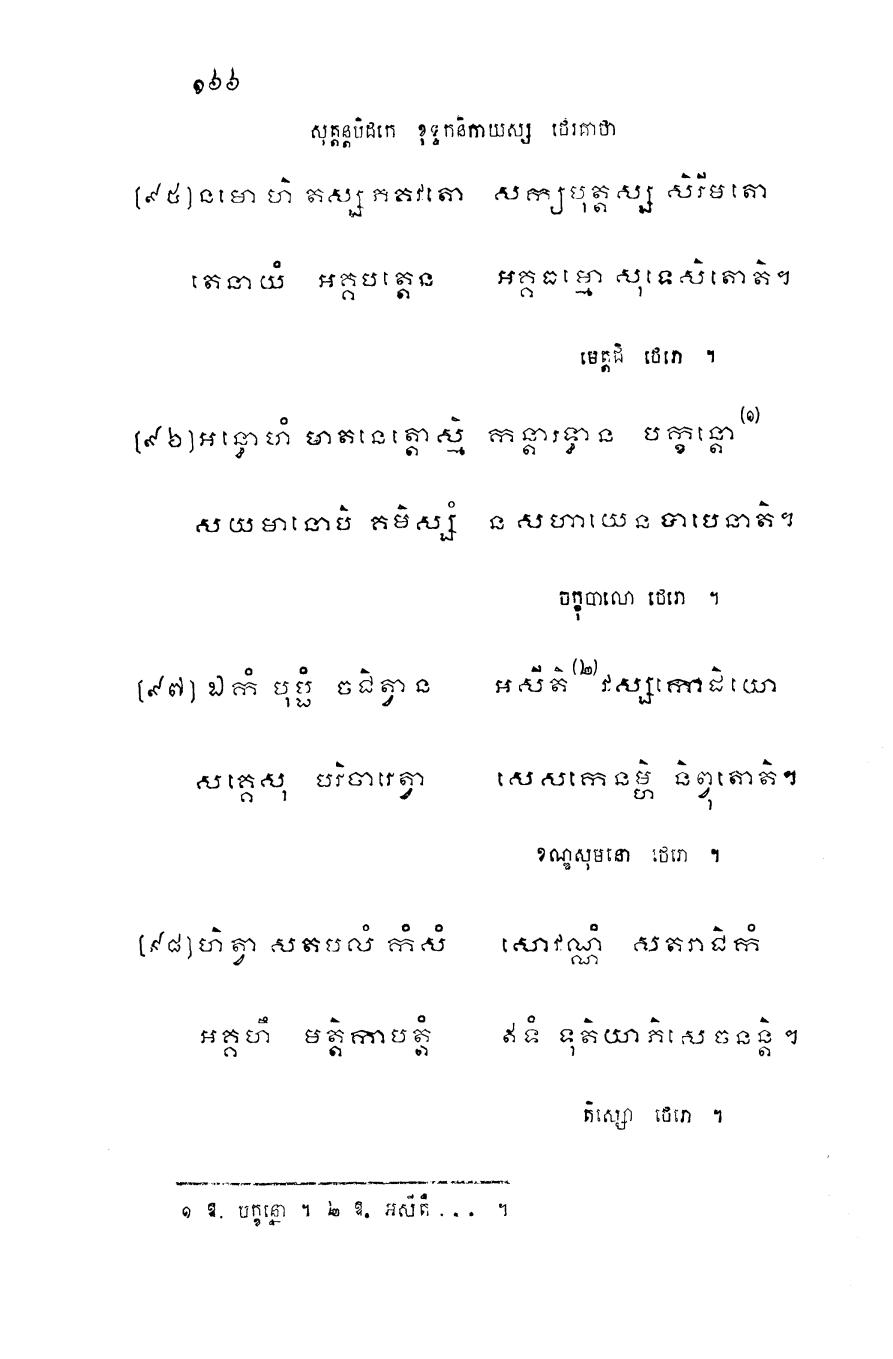 ១៦៦
សុត្តន្តបិដកេ ខុទ្ទកនិកាយស្ស ថេរគាថា
[៩៥] នមោ ហិ តស្ស ភគវតោ សក្យបុត្តស្ស សិរីមតោ
តេនាយំ អគ្គបត្តេន អគ្គធម្មោ សុទេសិតោតិ។
មេត្តជិ ថេរោ ។
[៩៦] អន្ធោហំ ហតនេត្តោស្មិ កន្តារទ្ធាន បក្ខន្តោ(១)
សយមានោបិ គមិស្សំ ន សហាយេន បាបេនាតិ។
ចក្ខុបាលោ ថេរោ ។
[៩៧] ឯកំ បុប្ផំ ចជិត្វាន អសីតិ(២)វស្សកោដិយោ
សគ្គេសុ បរិចារេត្វា សេសកេនម្ហិ និព្វុតោតិ។
ខណ្ឌសុមនោ ថេរោ ។
[៩៨] ហិត្វា សតបលំ កំសំ សោវណ្ណំ សតរាជិកំ
អគ្គហឹ មត្តិកាបត្តំ ឥទំ ទុតិយាភិសេចនន្តិ។
តិស្សោ ថេរោ ។
១ ឱ. បក្ខន្នោ ។ ២ ឱ. អសីតឹ... ។